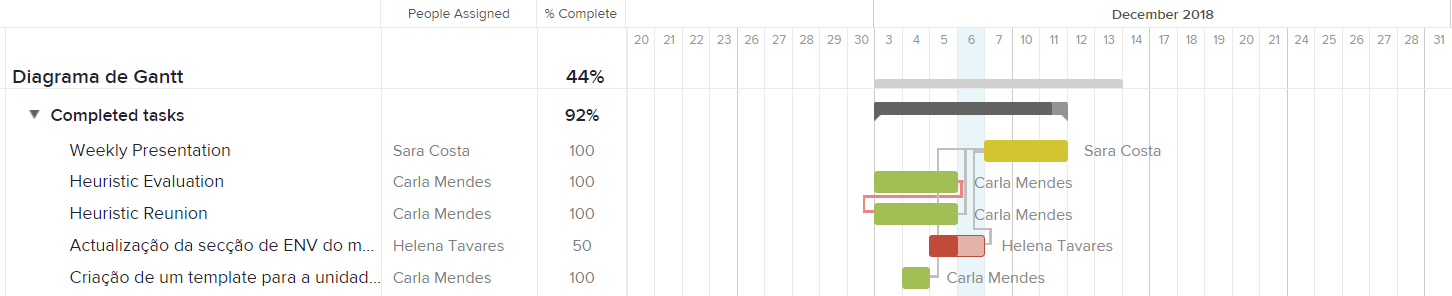 People Assigned % Complete December 2018
20 21 22 23 26 27 28 29 30 3 4 5 6 7 10 11 12 13 14 17 18 19 20 21 24 25 26 27 28 31
Diagrama de Gantt 44%
Completed tasks 92%
Weekly Presentation Sara Costa 100 Sara Costa
Heuristic Evaluation Carla Mendes 100 Carla Mendes
Heuristic Reunion Carla Mendes 100 Carla Mendes
Actualização da secção de ENV do m... Helena Tavares 50 Helena Tavares
Criação de um template para a unidad... Carla Mendes 100 Carla Mendes